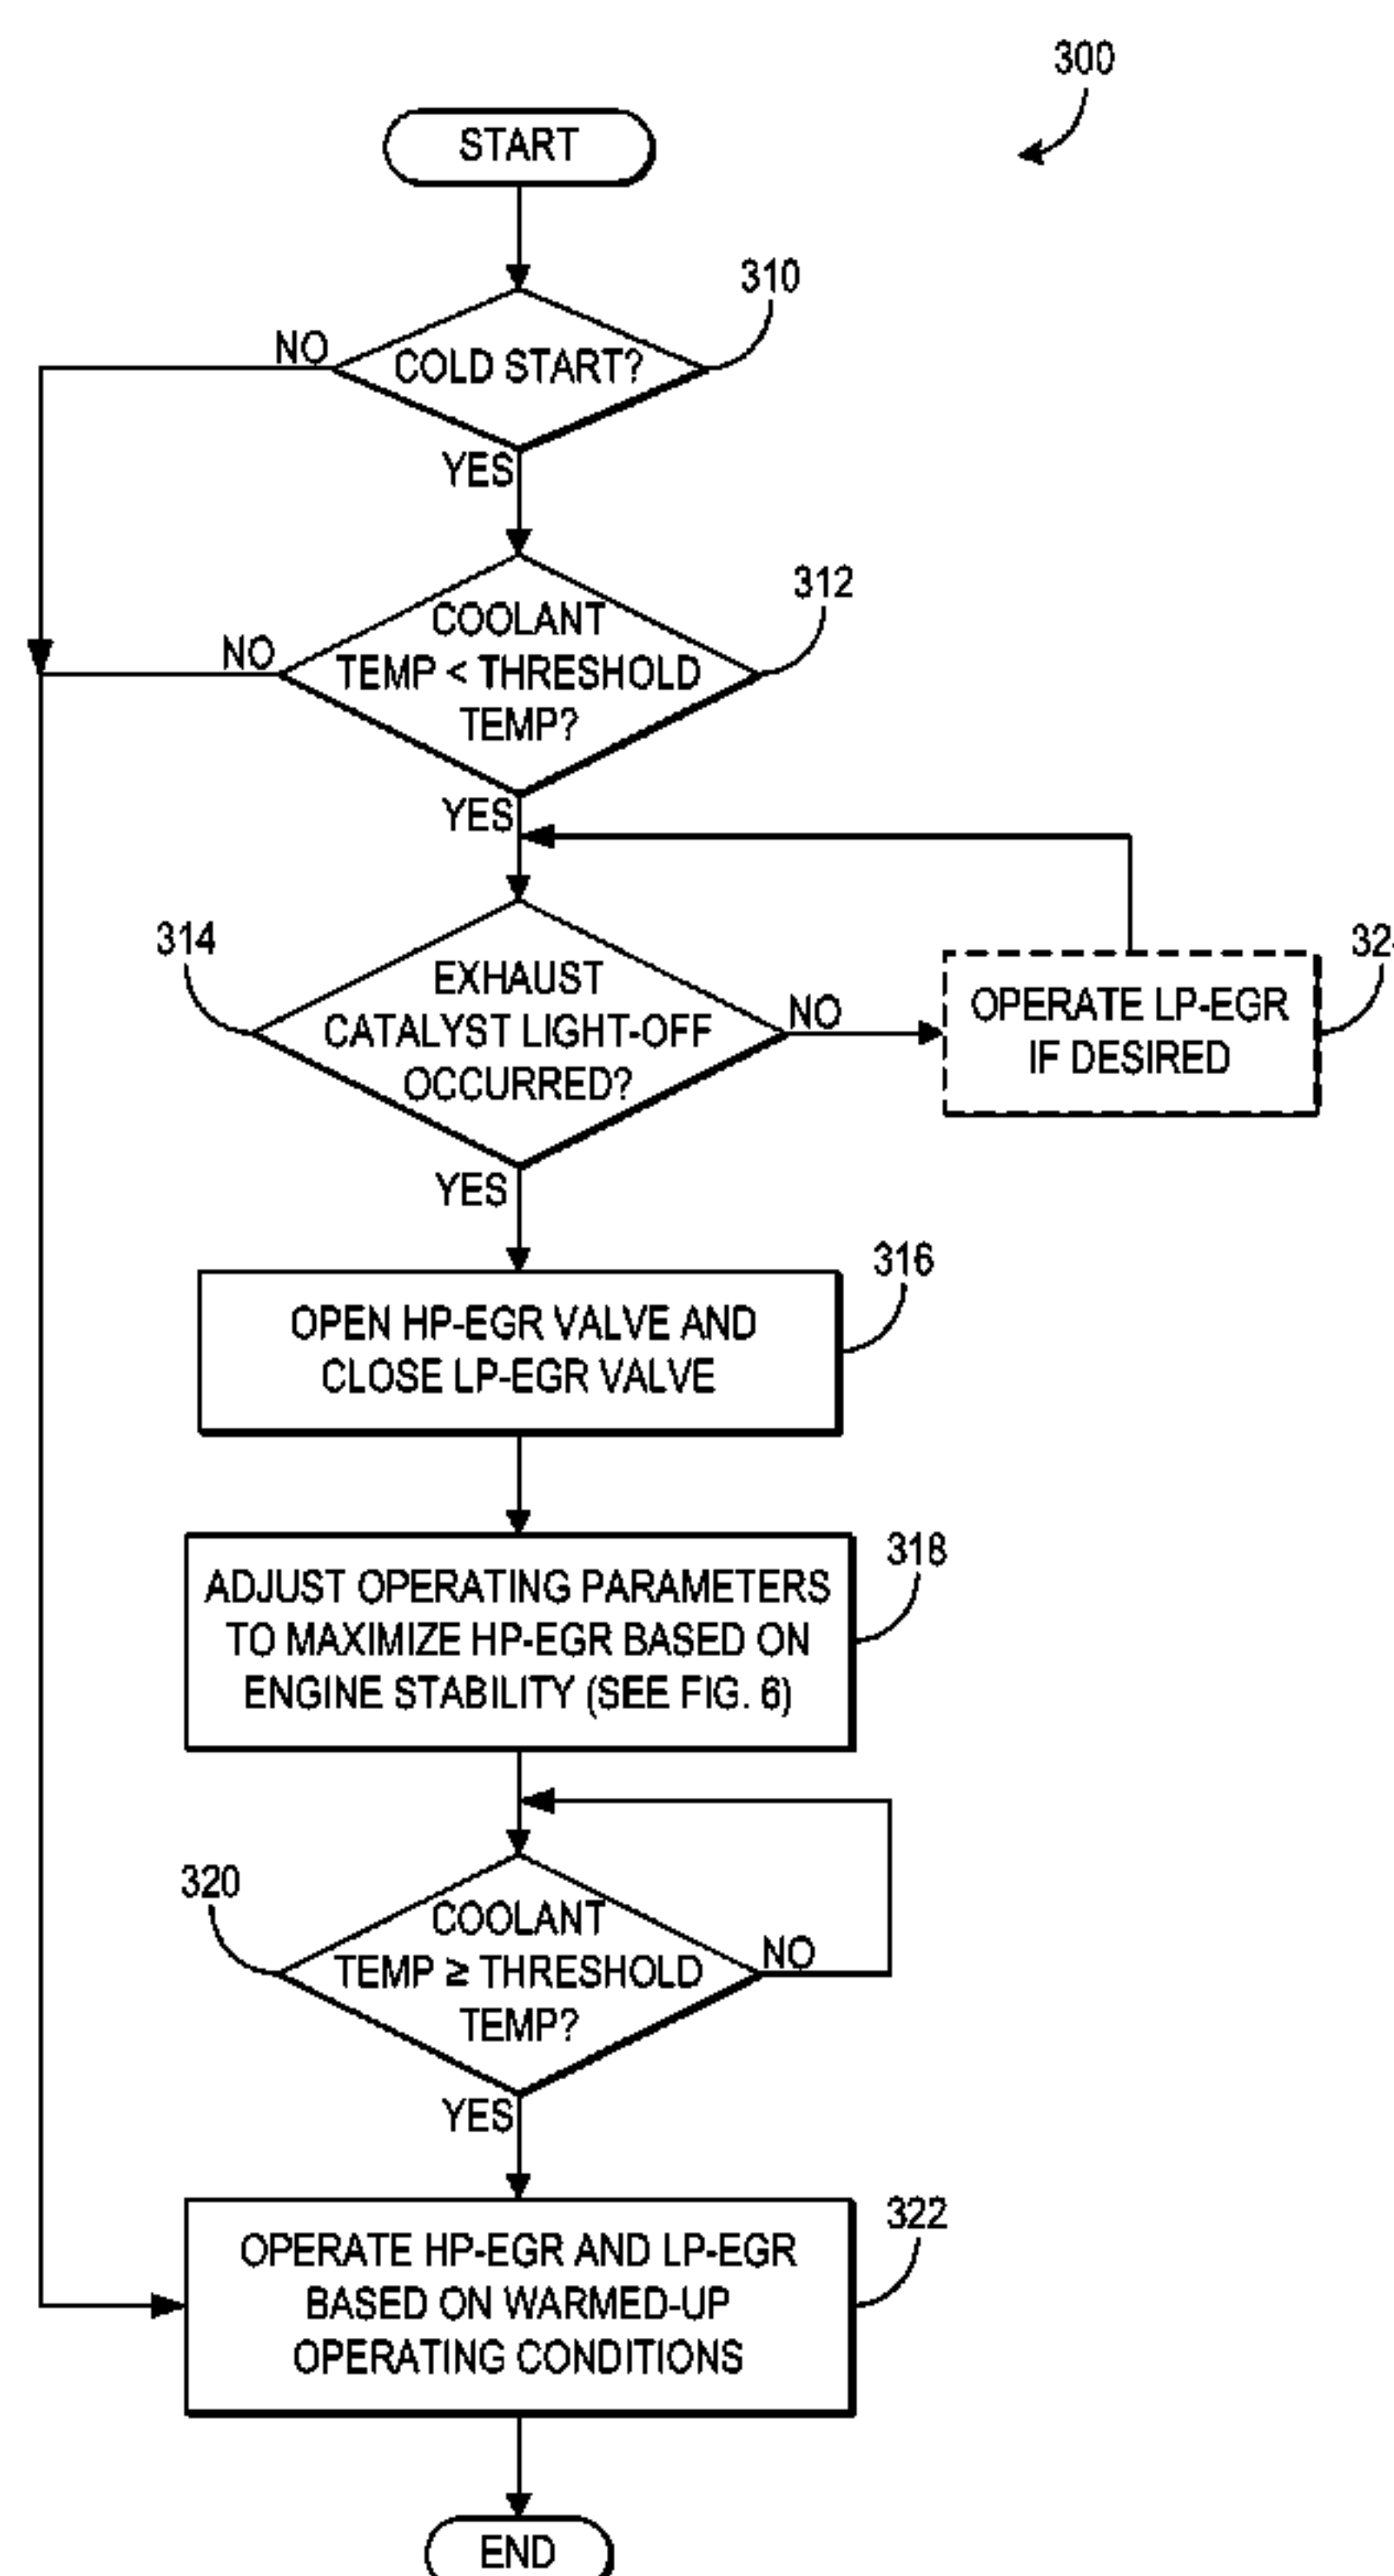 300
START
310
NO
COLD START?
YES
312
NO
COOLANT
TEMP < THRESHOLD
TEMP?
YES
314
EXHAUST
CATALYST LIGHT-OFF
OCCURRED?
NO
OPERATE LP-EGR
IF DESIRED
YES
316
OPEN HP-EGR VALVE AND
CLOSE LP-EGR VALVE
318
ADJUST OPERATING PARAMETERS
TO MAXIMIZE HP-EGR BASED ON
ENGINE STABILITY (SEE FIG. 6)
320
COOLANT
TEMP ≥ THRESHOLD
TEMP?
NO
YES
322
OPERATE HP-EGR AND LP-EGR
BASED ON WARMED-UP
OPERATING CONDITIONS
END